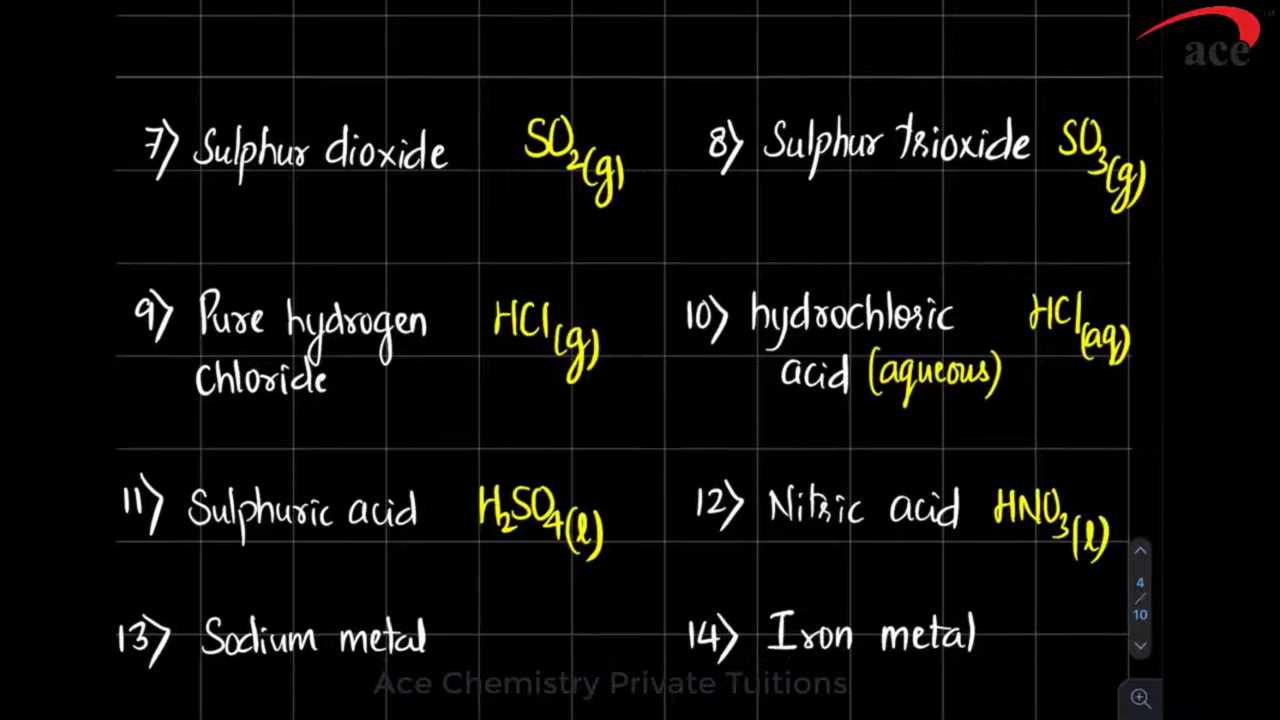 ace
TM
7) Sulphur dioxide SO₂(g) 8) Sulphur trioxide SO₃(g)
9) Pure hydrogen HCl(g) 10) hydrochloric HCl(aq)
chloride acid (aqueous)
11) Sulphuric acid H₂SO₄(l) 12) Nitric acid HNO₃(l)
4
/
10
13) Sodium metal 14) Iron metal
Ace Chemistry Private Tuitions